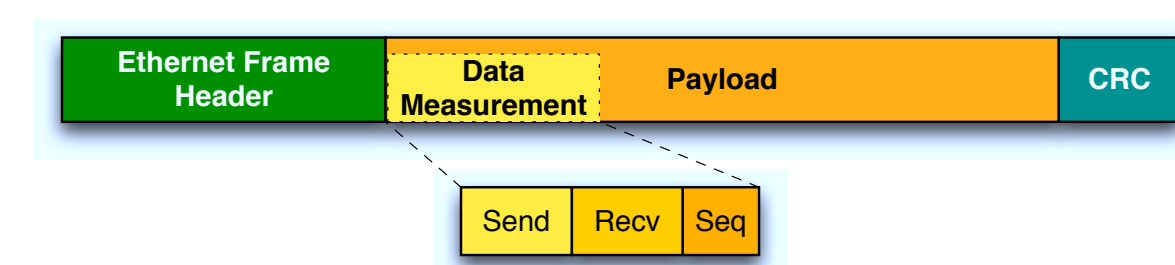 Ethernet Frame
Header
Data
Measurement
Payload
CRC
Send
Recv
Seq